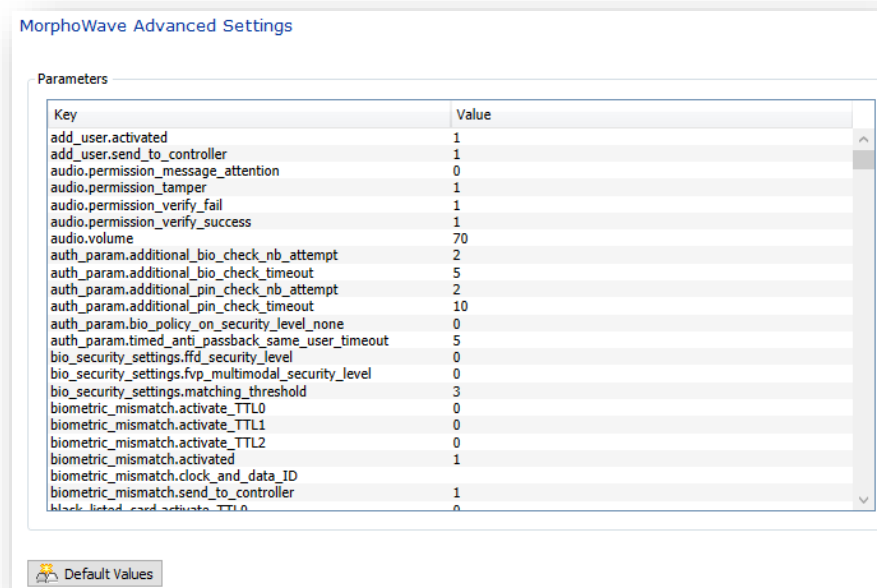 MorphoWave Advanced Settings
Parameters
Key Value
add_user.activated 1
add_user.send_to_controller 1
audio.permission_message_attention 0
audio.permission_tamper 1
audio.permission_verify_fail 1
audio.permission_verify_success 1
audio.volume 70
auth_param.additional_bio_check_nb_attempt 2
auth_param.additional_bio_check_timeout 5
auth_param.additional_pin_check_nb_attempt 2
auth_param.additional_pin_check_timeout 10
auth_param.bio_policy_on_security_level_none 0
auth_param.timed_anti_passback_same_user_timeout 5
bio_security_settings.ffd_security_level 0
bio_security_settings.fvp_multimodal_security_level 0
bio_security_settings.matching_threshold 3
biometric_mismatch.activate_TTL0 0
biometric_mismatch.activate_TTL1 0
biometric_mismatch.activate_TTL2 0
biometric_mismatch.activated 1
biometric_mismatch.clock_and_data_ID
biometric_mismatch.send_to_controller 1
black_listed_card.activate_TTL0 0
Default Values